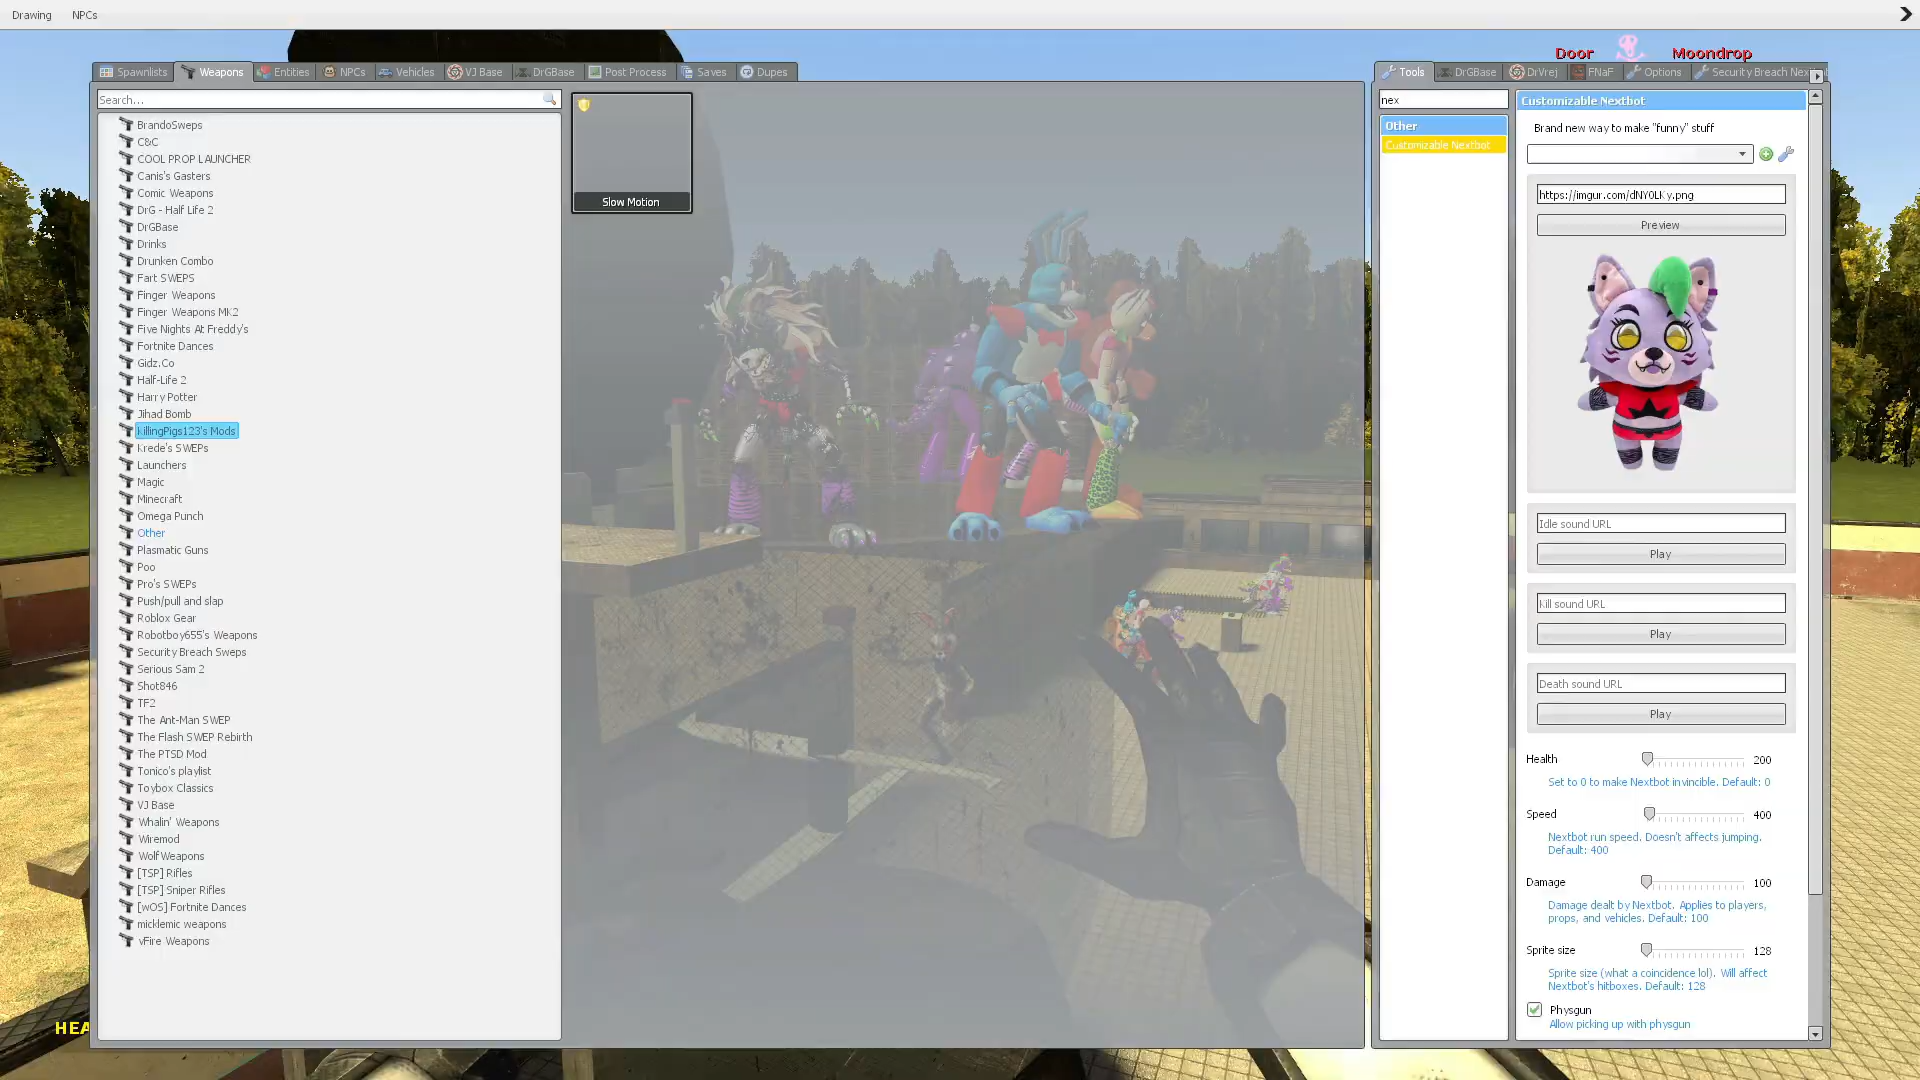 Drawing NPCs
Door Moondrop
Spawnlists Weapons Entities NPCs Vehicles VJ Base DrGBase Post Process Saves Dupes
Tools DrGBase DrVrej FNaF Options Security Breach Nex
Search...
BrandoSweps
C&C
COOL PROP LAUNCHER
Canis's Gasters
Comic Weapons
DrG - Half Life 2
DrGBase
Drinks
Drunken Combo
Fart SWEPS
Finger Weapons
Finger Weapons MK2
Five Nights At Freddy's
Fortnite Dances
Gidz.Co
Half-Life 2
Harry Potter
Jihad Bomb
KillingPigs123's Mods
Krede's SWEPs
Launchers
Magic
Minecraft
Omega Punch
Other
Plasmatic Guns
Poo
Pro's SWEPs
Push/pull and slap
Roblox Gear
Robotboy655's Weapons
Security Breach Sweps
Serious Sam 2
Shot846
TF2
The Ant-Man SWEP
The Flash SWEP Rebirth
The PTSD Mod
Tonico's playlist
Toybox Classics
VJ Base
Whalin' Weapons
Wiremod
WolfWeapons
[TSP] Rifles
[TSP] Sniper Rifles
[wOS] Fortnite Dances
micklemic weapons
vFire Weapons
HEA
Slow Motion
nex
Other
Customizable Nextbot
Customizable Nextbot
Brand new way to make "funny" stuff
https://imgur.com/dNY0LKy.png
Preview
Idle sound URL
Play
Kill sound URL
Play
Death sound URL
Play
Health 200
Set to 0 to make Nextbot invincible. Default: 0
Speed 400
Nextbot run speed. Doesn't affects jumping.
Default: 400
Damage 100
Damage dealt by Nextbot. Applies to players,
props, and vehicles. Default: 100
Sprite size 128
Sprite size (what a coincidence lol). Will affect
Nextbot's hitboxes. Default: 128
Physgun
Allow picking up with physgun